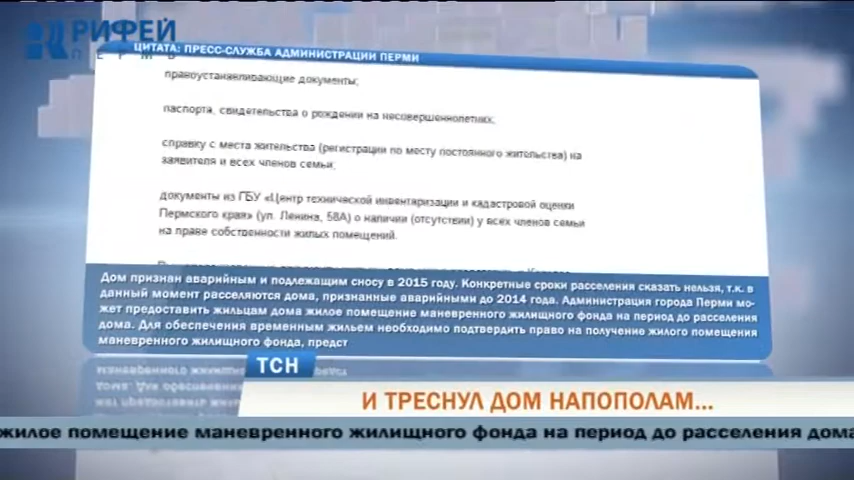 РИФЕЙ
ПЕРМЬ
ЦИТАТА: ПРЕСС-СЛУЖБА АДМИНИСТРАЦИИ ПЕРМИ
правоустанавливающие документы;
паспорта, свидетельства о рождении на несовершеннолетних;
справку с места жительства (регистрации по месту постоянного жительства) на
заявителя и всех членов семьи;
документы из ГБУ «Центр технической инвентаризации и кадастровой оценки
Пермского края» (ул. Ленина, 58А) о наличии (отсутствии) у всех членов семьи
на праве собственности жилых помещений.
Дом признан аварийным и подлежащим сносу в 2015 году. Конкретные сроки расселения сказать нельзя, т.к. в
данный момент расселяются дома, признанные аварийными до 2014 года. Администрация города Перми мо-
жет предоставить жильцам дома жилое помещение маневренного жилищного фонда на период до расселения
дома. Для обеспечения временным жильем необходимо подтвердить право на получение жилого помещения
маневренного жилищного фонда, предст
ТСН
И ТРЕСНУЛ ДОМ НАПОПОЛАМ...
жилое помещение маневренного жилищного фонда на период до расселения дома